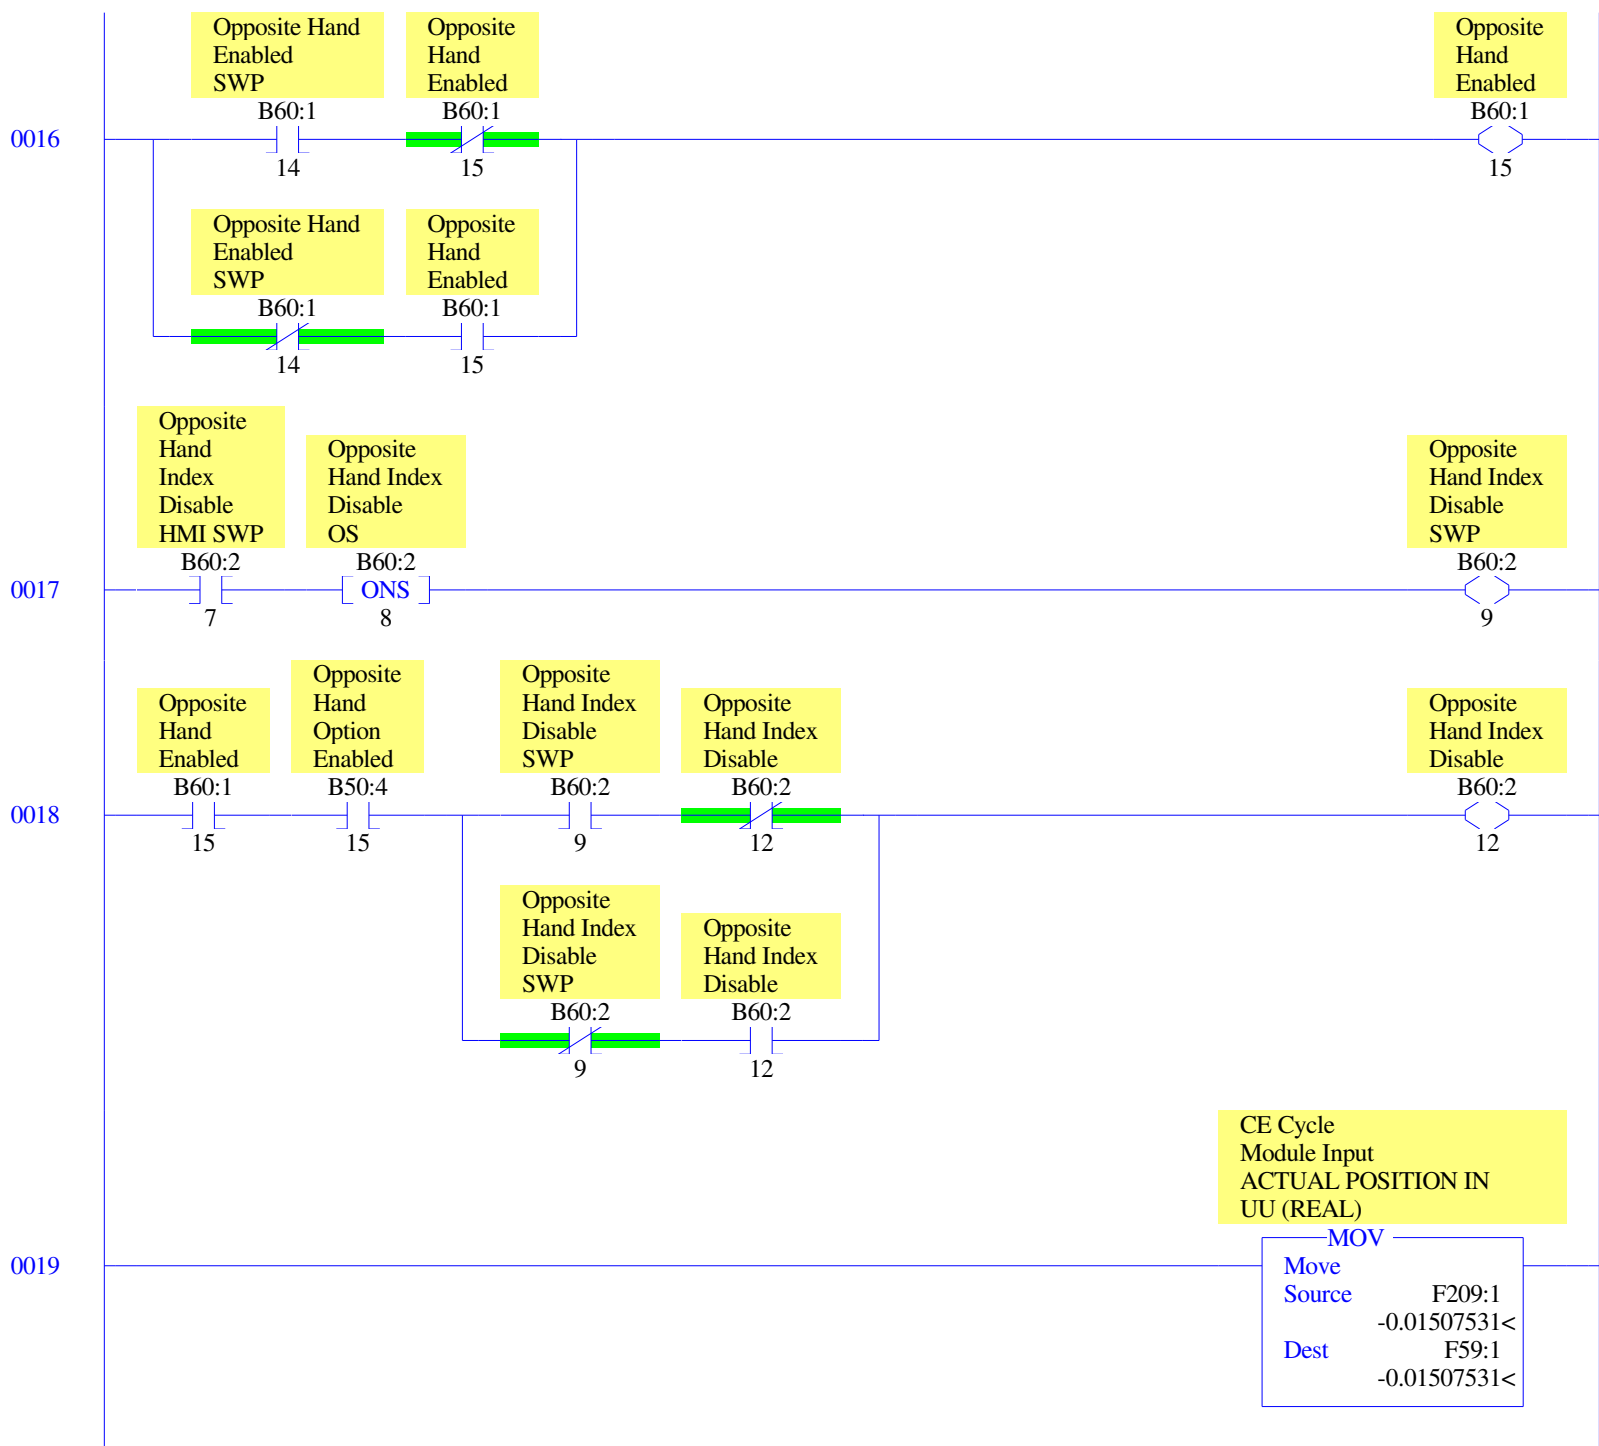 Opposite Hand
Enabled
SWP
B60:1
14
Opposite
Hand
Enabled
B60:1
15
Opposite
Hand
Enabled
B60:1
15
0016
Opposite Hand
Enabled
SWP
B60:1
14
Opposite
Hand
Enabled
B60:1
15
Opposite
Hand
Index
Disable
HMI SWP
B60:2
7
Opposite
Hand Index
Disable
OS
B60:2
ONS
8
Opposite
Hand Index
Disable
SWP
B60:2
9
0017
Opposite
Hand
Enabled
B60:1
15
Opposite
Hand
Option
Enabled
B50:4
15
Opposite
Hand Index
Disable
SWP
B60:2
9
Opposite
Hand Index
Disable
B60:2
12
Opposite
Hand Index
Disable
B60:2
12
0018
Opposite
Hand Index
Disable
SWP
B60:2
9
Opposite
Hand Index
Disable
B60:2
12
CE Cycle
Module Input
ACTUAL POSITION IN
UU (REAL)
0019
MOV
Move
Source F209:1
-0.01507531<
Dest F59:1
-0.01507531<